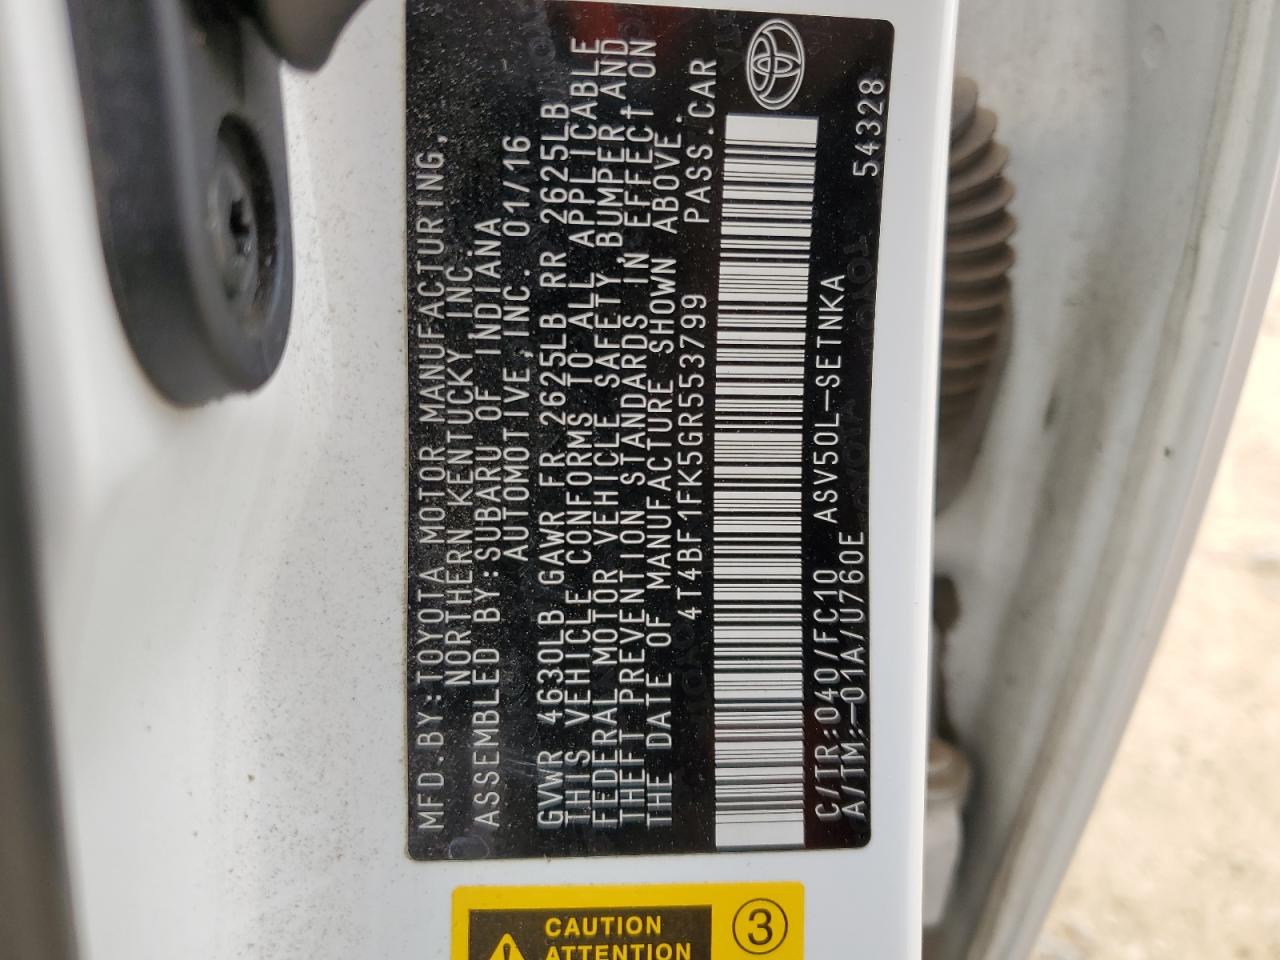 MFD.BY:TOYOTA MOTOR MANUFACTURING,
NORTHERN KENTUCKY,INC.
ASSEMBLED BY:SUBARU OF INDIANA
AUTOMOTIVE,INC. 01/16
GVWR 4630LB GAWR FR 2625LB RR 2625LB
THIS VEHICLE CONFORMS TO ALL APPLICABLE
FEDERAL MOTOR VEHICLE SAFETY,BUMPER,AND
THEFT PREVENTION STANDARDS IN EFFECT ON
THE DATE OF MANUFACTURE SHOWN ABOVE.
4T4BF1FK5GR553799 PASS.CAR
C/TR:040/FC10 ASV50L-SETNKA
A/TM:-01A/U760E 54328
CAUTION
ATTENTION
3